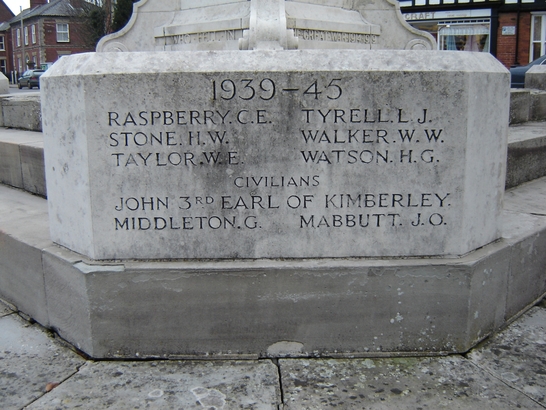 1939-45
RASPBERRY. C.E. TYRELL. L. J.
STONE. H.W. WALKER. W. W.
TAYLOR. W.E. WATSON. H.G.
CIVILIANS
JOHN 3RD EARL OF KIMBERLEY.
MIDDLETON. G. MABBUTT. J.O.